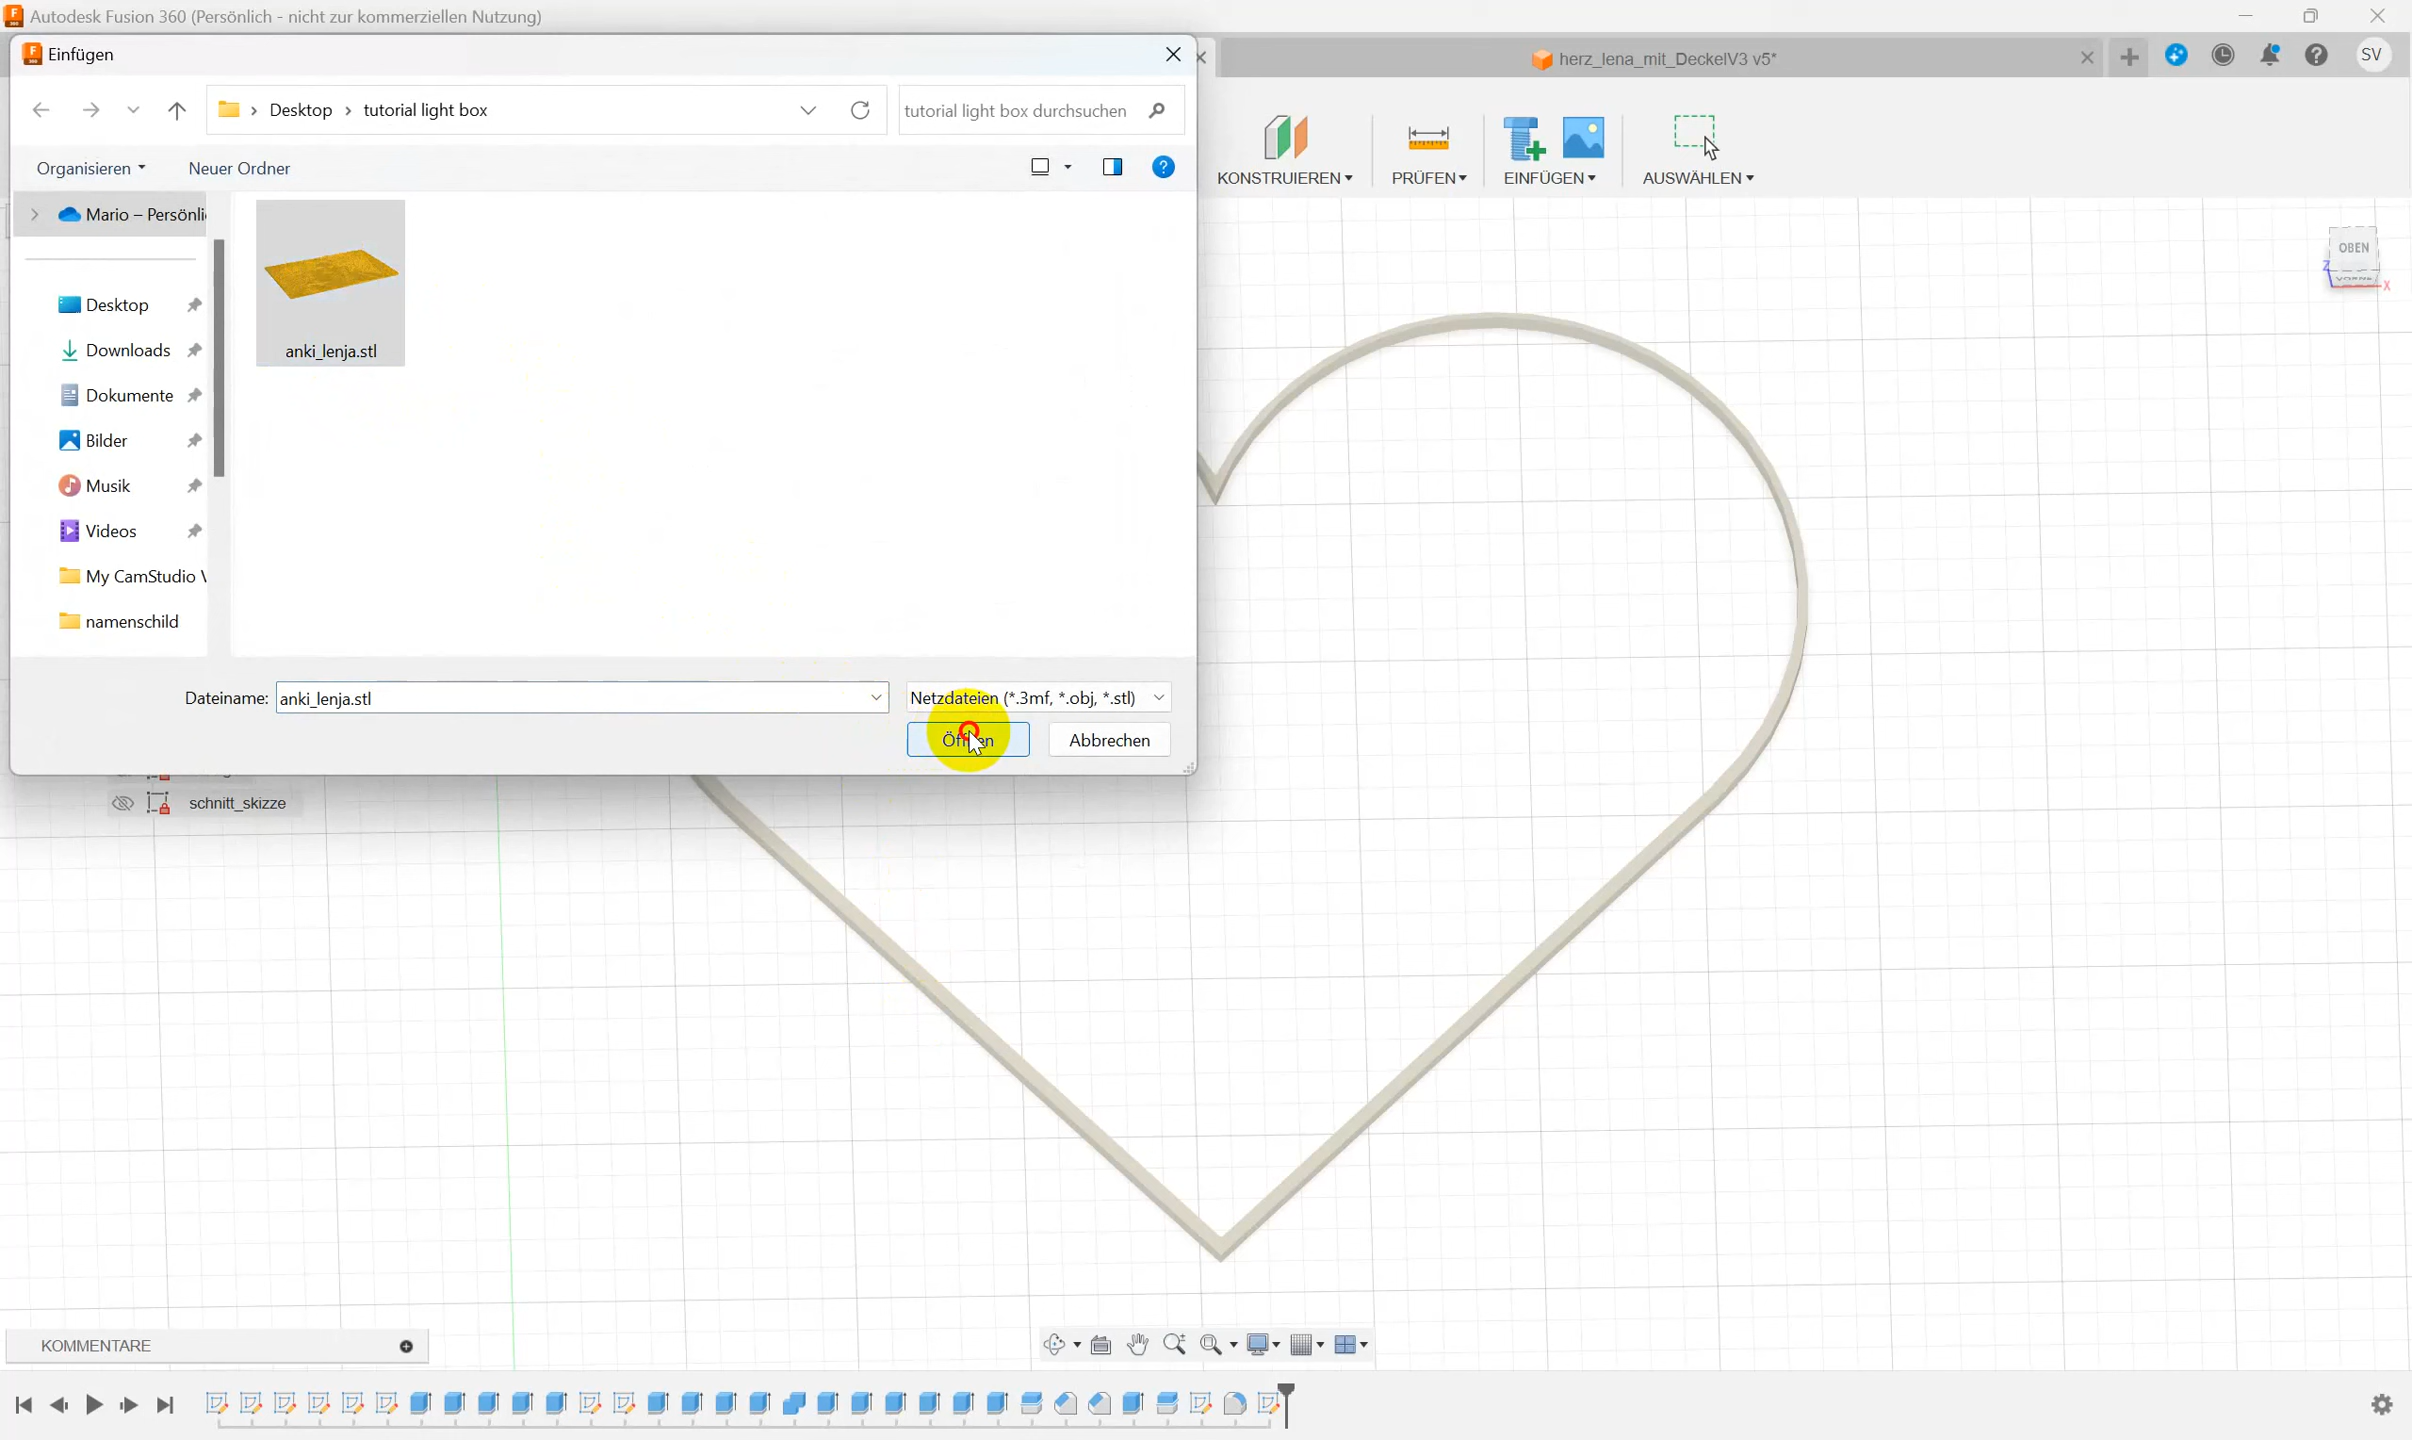 Autodesk Fusion 360 (Persönlich - nicht zur kommerziellen Nutzung)
Einfügen
herz_lena_mit_DeckelV3 v5*
SV
Desktop
tutorial light box
tutorial light box durchsuchen
Organisieren
Neuer Ordner
KONSTRUIEREN
PRÜFEN
EINFÜGEN
AUSWÄHLEN
Mario – Persönli
Desktop
Downloads
Dokumente
Bilder
Musik
Videos
My CamStudio V
namenschild
anki_lenja.stl
OBEN
Z
X
Dateiname:
anki_lenja.stl
Netzdateien (*.3mf, *.obj, *.stl)
Öffnen
Abbrechen
schnitt_skizze
KOMMENTARE